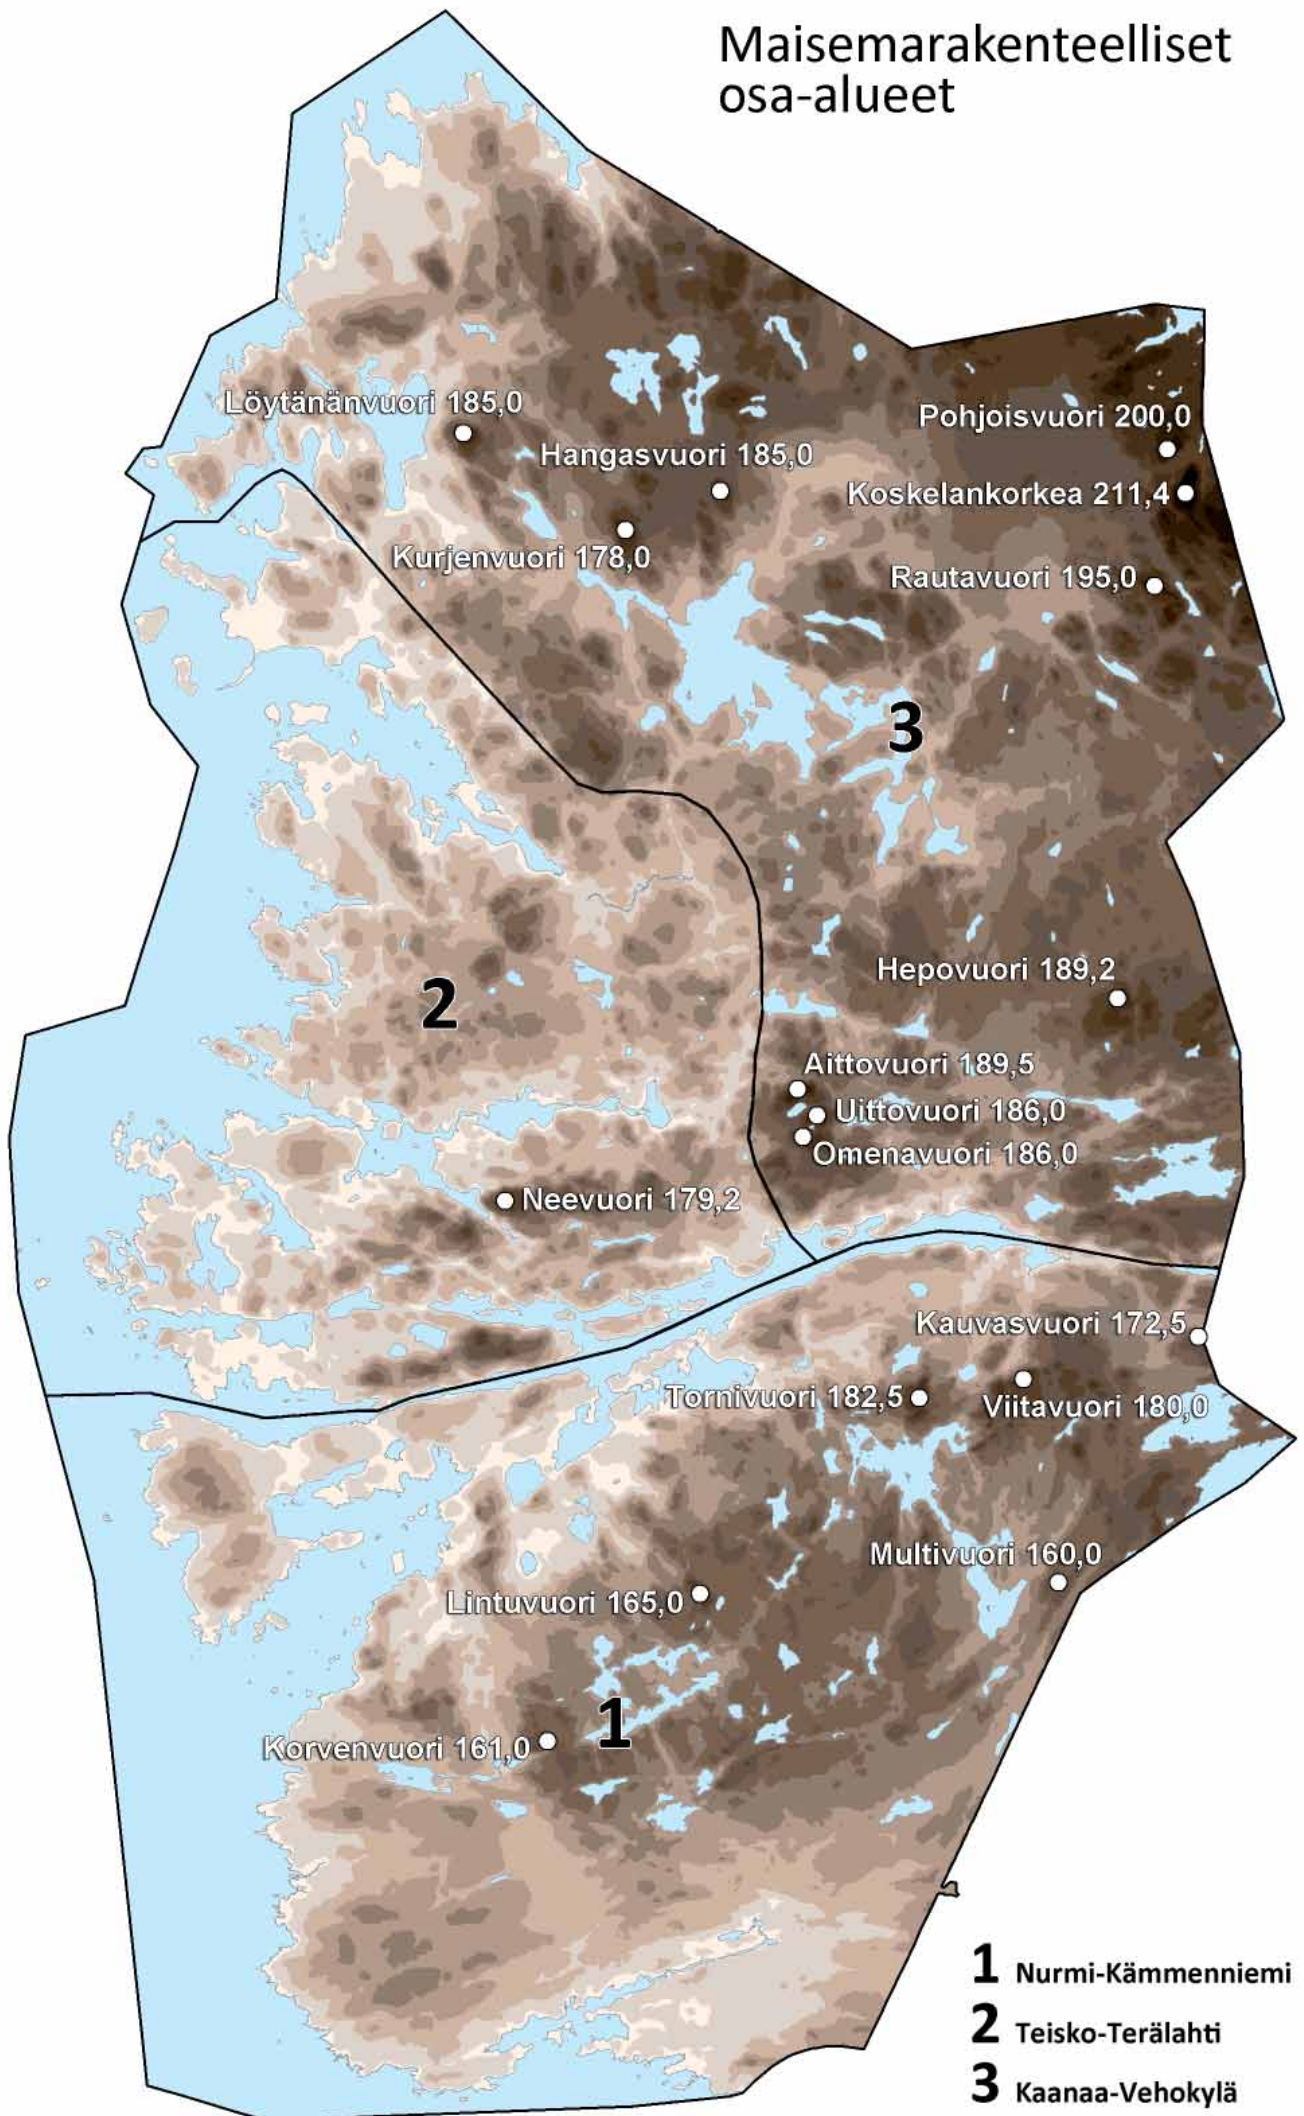 Maisemarakenteelliset
osa-alueet
Löytänänvuori 185,0
Pohjoisvuori 200,0
Hangasvuori 185,0
Koskelankorkea 211,4
Kurjenvuori 178,0
Rautavuori 195,0
3
Hepovuori 189,2
2
Aittovuori 189,5
Uittovuori 186,0
Omenavuori 186,0
Neevuori 179,2
Kauvasvuori 172,5
Tornivuori 182,5
Viitavuori 180,0
Multivuori 160,0
Lintuvuori 165,0
1
Korvenvuori 161,0
1 Nurmi-Kämmenniemi
2 Teisko-Terälahti
3 Kaanaa-Vehokylä